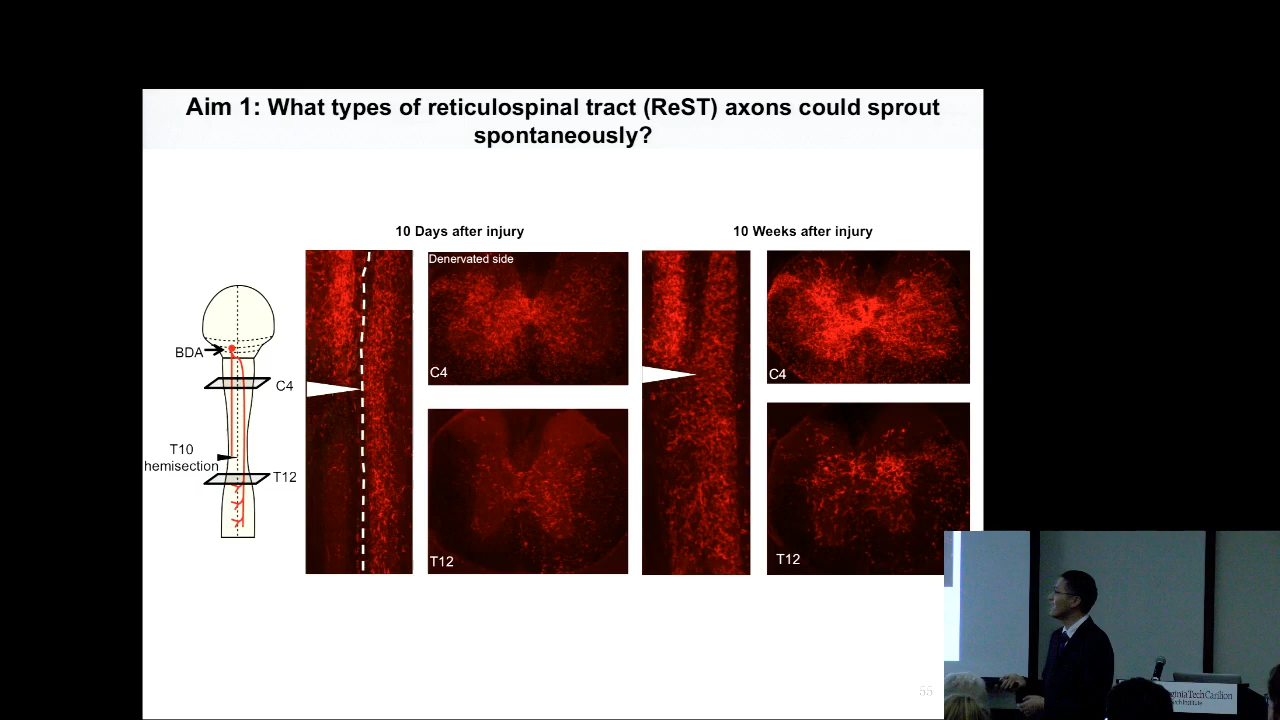 Aim 1: What types of reticulospinal tract (ReST) axons could sprout
spontaneously?
10 Days after injury
10 Weeks after injury
Denervated side
BDA
C4
C4
C4
T10
hemisection
T12
T12
T12
55
giniaTechCarilion